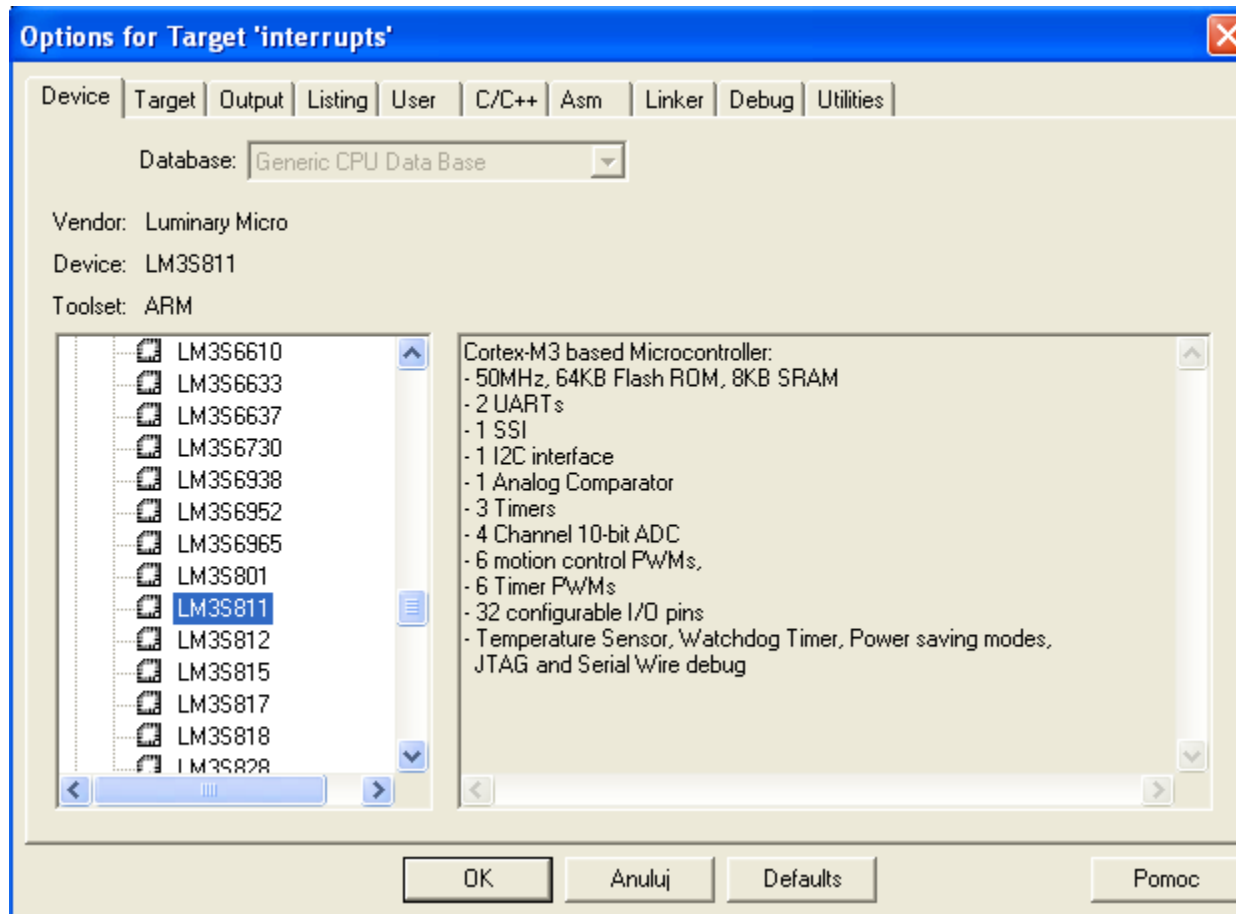 Options for Target 'interrupts'
Device Target Output Listing User C/C++ Asm Linker Debug Utilities
Database: Generic CPU Data Base
Vendor: Luminary Micro
Device: LM3S811
Toolset: ARM
LM3S6610
LM3S6633
LM3S6637
LM3S6730
LM3S6938
LM3S6952
LM3S6965
LM3S801
LM3S811
LM3S812
LM3S815
LM3S817
LM3S818
LM3S828
Cortex-M3 based Microcontroller:
- 50MHz, 64KB Flash ROM, 8KB SRAM
- 2 UARTs
- 1 SSI
- 1 I2C interface
- 1 Analog Comparator
- 3 Timers
- 4 Channel 10-bit ADC
- 6 motion control PWMs,
- 6 Timer PWMs
- 32 configurable I/O pins
- Temperature Sensor, Watchdog Timer, Power saving modes,
JTAG and Serial Wire debug
OK Anuluj Defaults Pomoc